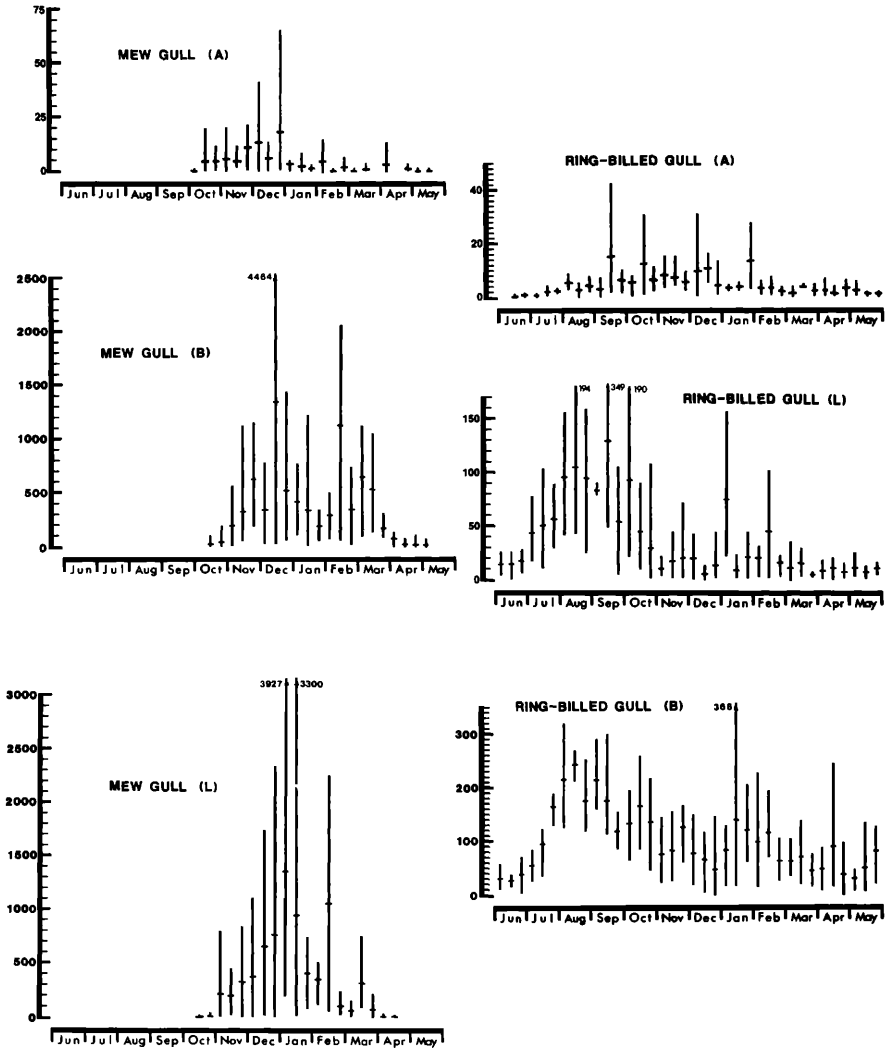 MEW GULL (A)
75
50
25
0
Jun Jul Aug Sep Oct Nov Dec Jan Feb Mar Apr May
MEW GULL (B)
4464
2500
2000
1500
1000
500
0
Jun Jul Aug Sep Oct Nov Dec Jan Feb Mar Apr May
MEW GULL (L)
3927 3300
3000
2500
2000
1500
1000
500
0
Jun Jul Aug Sep Oct Nov Dec Jan Feb Mar Apr May
RING-BILLED GULL (A)
40
20
0
Jun Jul Aug Sep Oct Nov Dec Jan Feb Mar Apr May
RING-BILLED GULL (L)
194 349 190
150
100
50
0
Jun Jul Aug Sep Oct Nov Dec Jan Feb Mar Apr May
RING-BILLED GULL (B)
300
200
100
0
Jun Jul Aug Sep Oct Nov Dec Jan Feb Mar Apr May